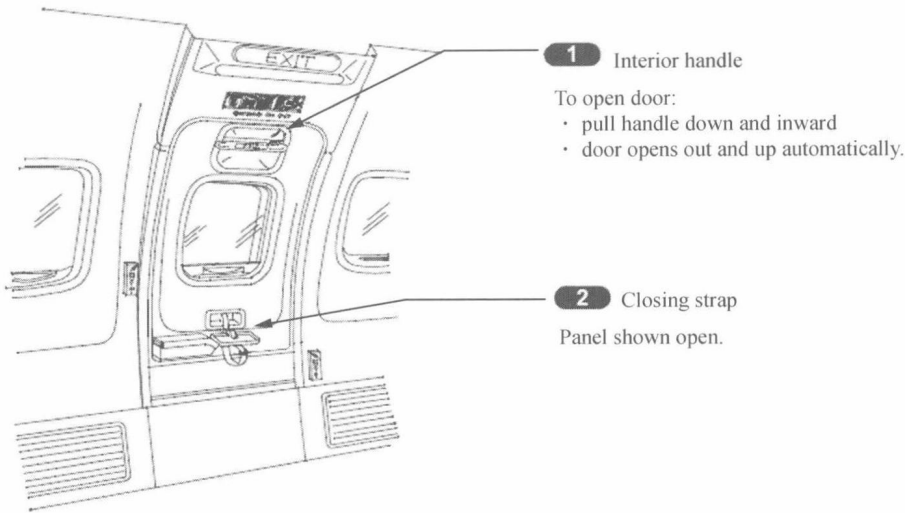 EXIT
1 Interior handle
To open door:
· pull handle down and inward
· door opens out and up automatically.
2 Closing strap
Panel shown open.